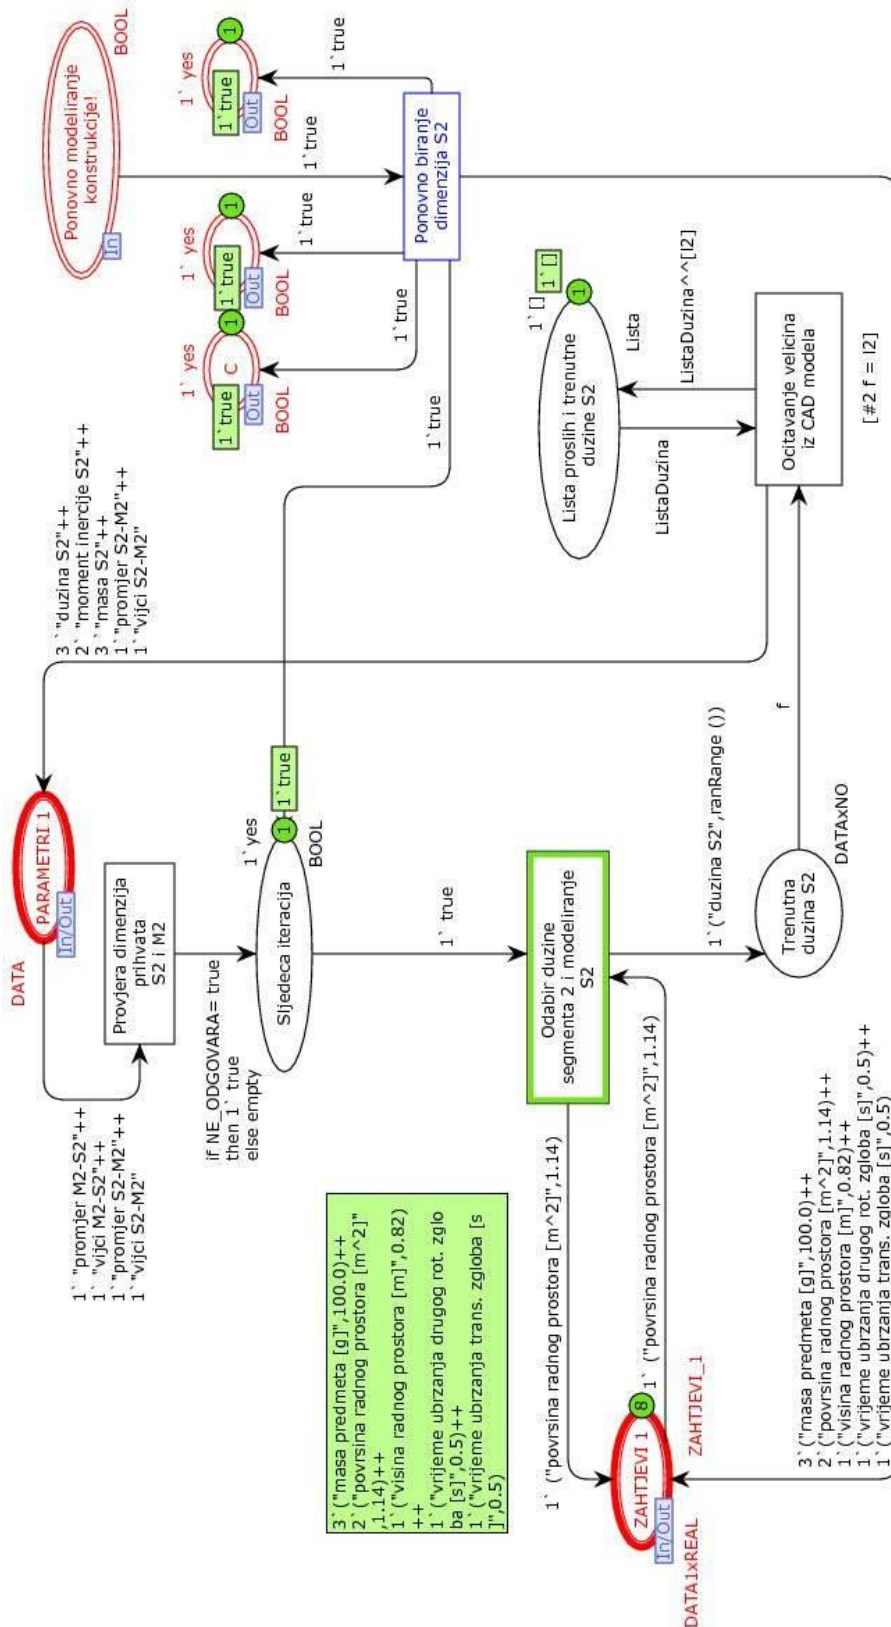 DATA
PARAMETRI 1
In/Out
1` "promjer M2-S2"++
1` "vijci M2-S2"++
1`"promjer S2-M2"++
1`"vijci S2-M2"
Provjera dimenzija
prihvata
S2 i M2
3 `"duzina S2"++
2` "moment inercije S2"++
3 `"masa S2"++
1`"promjer S2-M2"++
1`"vijci S2-M2"
if NE_ODGOVARA= true
then 1` true
else empty
Sljedeca iteracija
1`yes
1
1`true
BOOL
1` true
Ponovno modeliranje
konstrukcije!
In
BOOL
1` yes
1
1`true
Out
BOOL
1`true
1`true
1` yes
1
1`true
Out
BOOL
1`true
1` yes
1
C
1`true
Out
BOOL
1`true
1`true
Ponovno biranje
dimenzija S2
3`("masa predmeta [g]",100.0)++
2`("povrsina radnog prostora [m^2]"
,1.14)++
1`("visina radnog prostora [m]",0.82)
++
1`("vrijeme ubrzanja drugog rot. zglo
ba [s]",0.5)++
1`("vrijeme ubrzanja trans. zgloba [s
]",0.5)
1` ("povrsina radnog prostora [m^2]",1.14)
Odabir duzine
segmenta 2 i modeliranje
S2
1` ("povrsina radnog prostora [m^2]",1.14)
ZAHTJEVI 1
8
In/Out
DATA1xREAL
ZAHTJEVI_1
1`("duzina S2",ranRange ())
Trenutna
duzina S2
DATAxNO
f
Lista proslih i trenutne
duzine S2
1
1`[]
1`[]
ListaDuzina
Lista
ListaDuzina^^[l2]
Ocitavanje velicina
iz CAD modela
[#2 f = l2]
3`("masa predmeta [g]",100.0)++
2`("povrsina radnog prostora [m^2]",1.14)++
1`("visina radnog prostora [m]",0.82)++
1`("vrijeme ubrzanja drugog rot. zgloba [s]",0.5)++
1`("vrijeme ubrzanja trans. zgloba [s]",0.5)